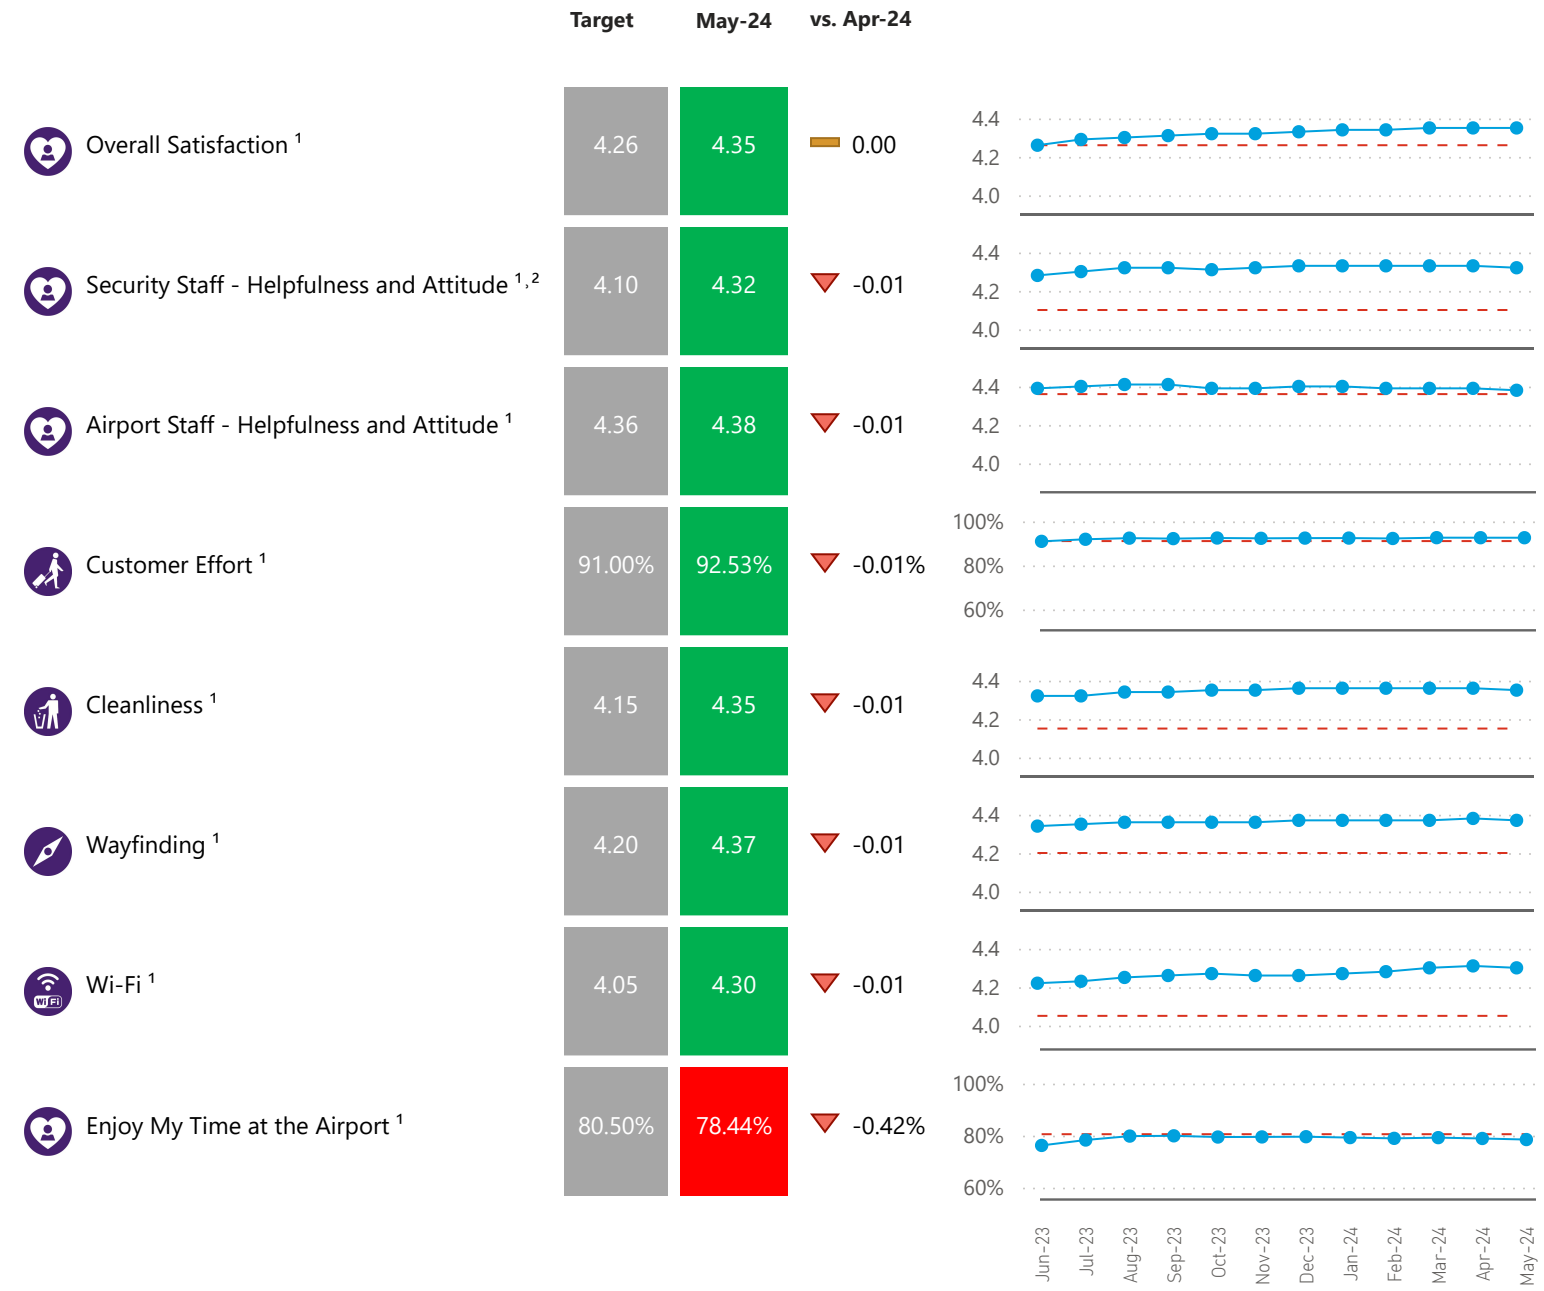 Target May-24 vs. Apr-24
Overall Satisfaction ¹ 4.26 4.35 0.00
4.4
4.2
4.0
Security Staff - Helpfulness and Attitude ¹,² 4.10 4.32 -0.01
4.4
4.2
4.0
Airport Staff - Helpfulness and Attitude ¹ 4.36 4.38 -0.01
4.4
4.2
4.0
Customer Effort ¹ 91.00% 92.53% -0.01%
100%
80%
60%
Cleanliness ¹ 4.15 4.35 -0.01
4.4
4.2
4.0
Wayfinding ¹ 4.20 4.37 -0.01
4.4
4.2
4.0
Wi-Fi ¹ 4.05 4.30 -0.01
WiFi
4.4
4.2
4.0
Enjoy My Time at the Airport ¹ 80.50% 78.44% -0.42%
100%
80%
60%
Jun-23 Jul-23 Aug-23 Sep-23 Oct-23 Nov-23 Dec-23 Jan-24 Feb-24 Mar-24 Apr-24 May-24